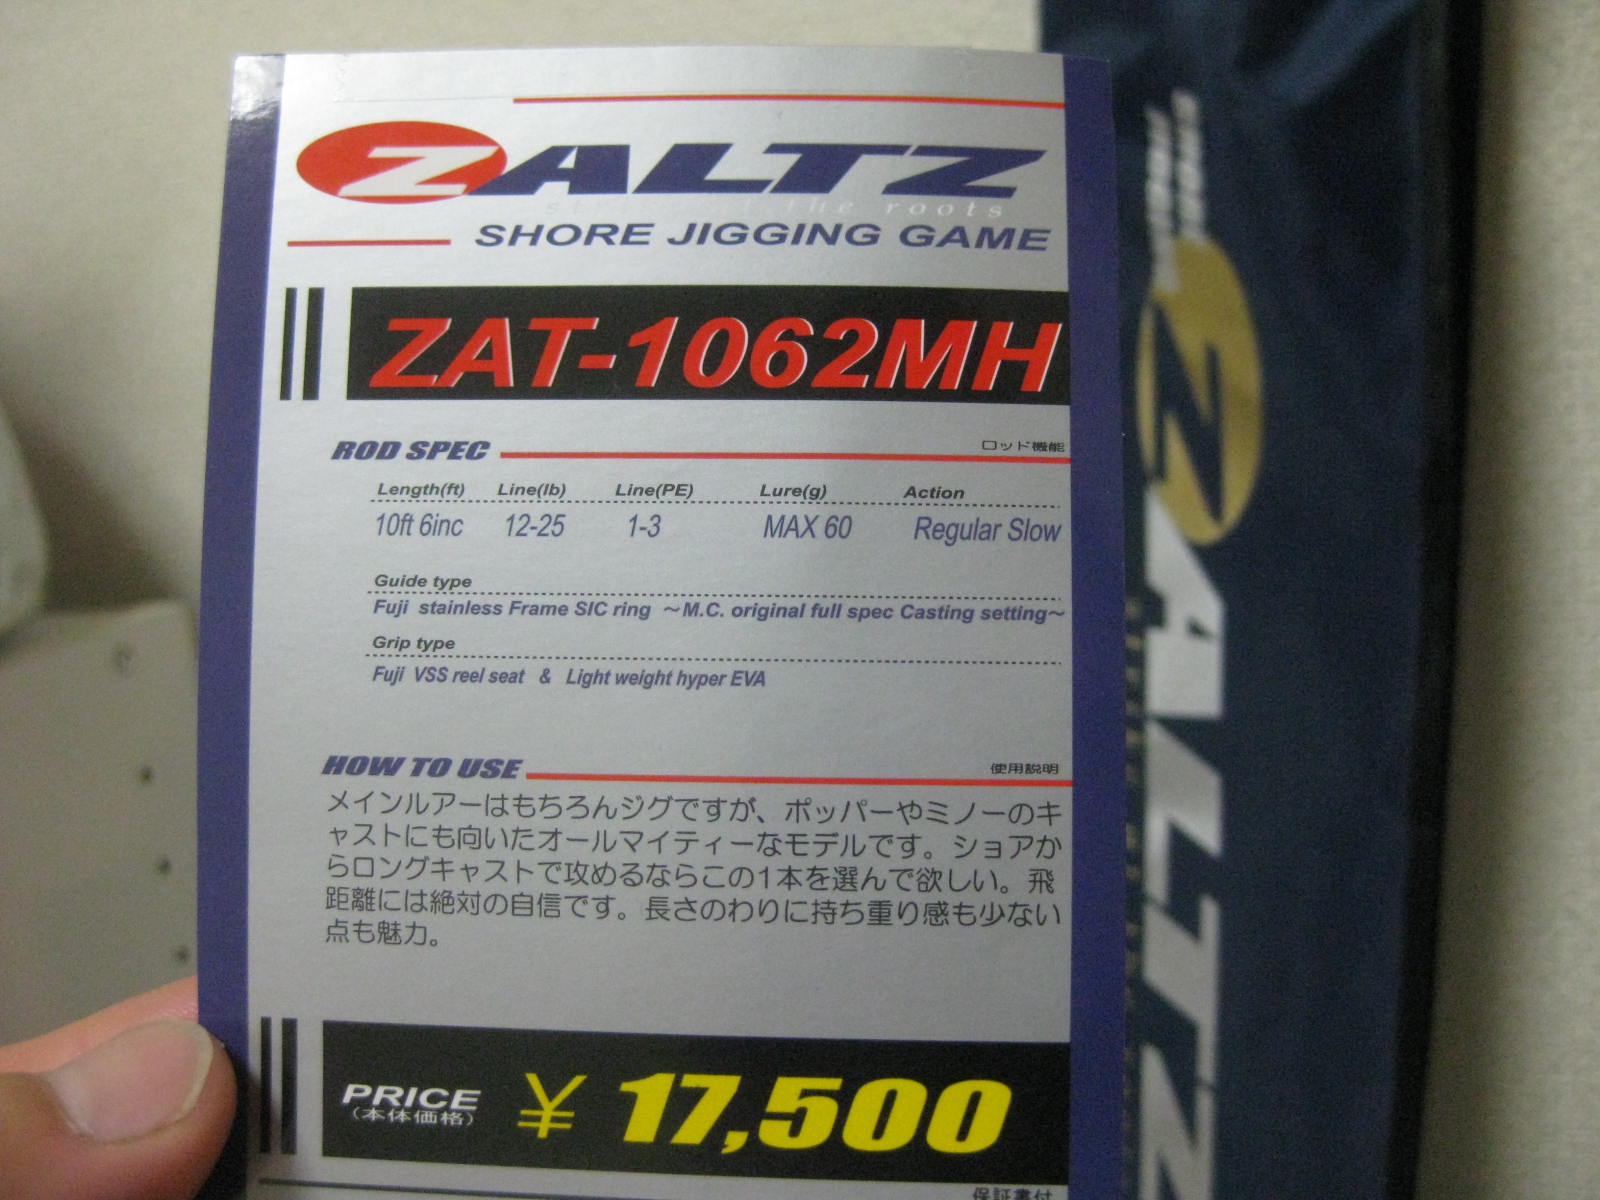 ZALTZ
the roots
SHORE JIGGING GAME
ZAT-1062MH
ROD SPEC ロッド機能
Length(ft) Line(lb) Line(PE) Lure(g) Action
10ft 6inc 12-25 1-3 MAX 60 Regular Slow
Guide type
Fuji stainless Frame SIC ring ～M.C. original full spec Casting setting～
Grip type
Fuji VSS reel seat & Light weight hyper EVA
HOW TO USE 使用説明
メインルアーはもちろんジグですが、ポッパーやミノーのキ
ャストにも向いたオールマイティーなモデルです。ショアか
らロングキャストで攻めるならこの1本を選んで欲しい。飛
距離には絶対の自信です。長さのわりに持ち重り感も少ない
点も魅力。
PRICE ¥ 17,500
(本体価格)
保証書付
ZALTZ